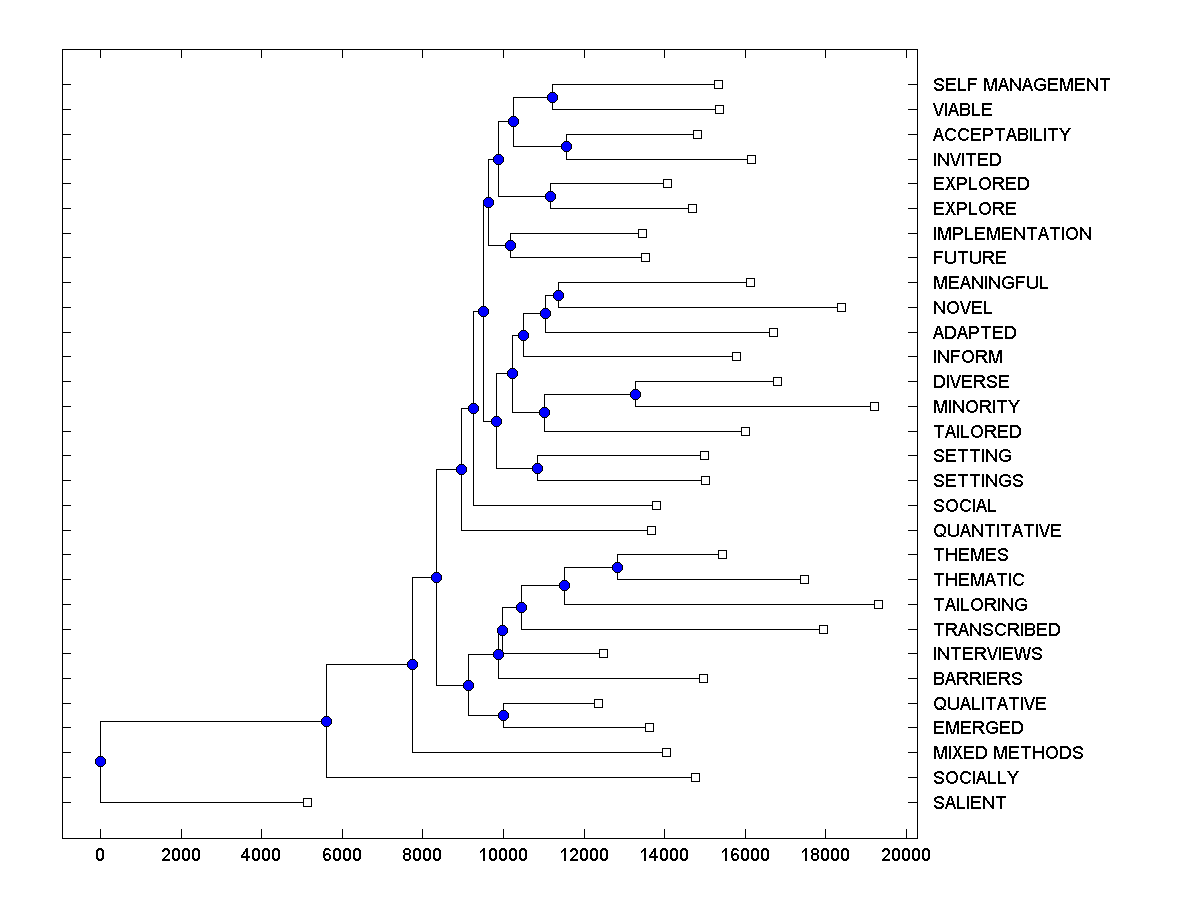 SELF MANAGEMENT
VIABLE
ACCEPTABILITY
INVITED
EXPLORED
EXPLORE
IMPLEMENTATION
FUTURE
MEANINGFUL
NOVEL
ADAPTED
INFORM
DIVERSE
MINORITY
TAILORED
SETTING
SETTINGS
SOCIAL
QUANTITATIVE
THEMES
THEMATIC
TAILORING
TRANSCRIBED
INTERVIEWS
BARRIERS
QUALITATIVE
EMERGED
MIXED METHODS
SOCIALLY
SALIENT
0 2000 4000 6000 8000 10000 12000 14000 16000 18000 20000